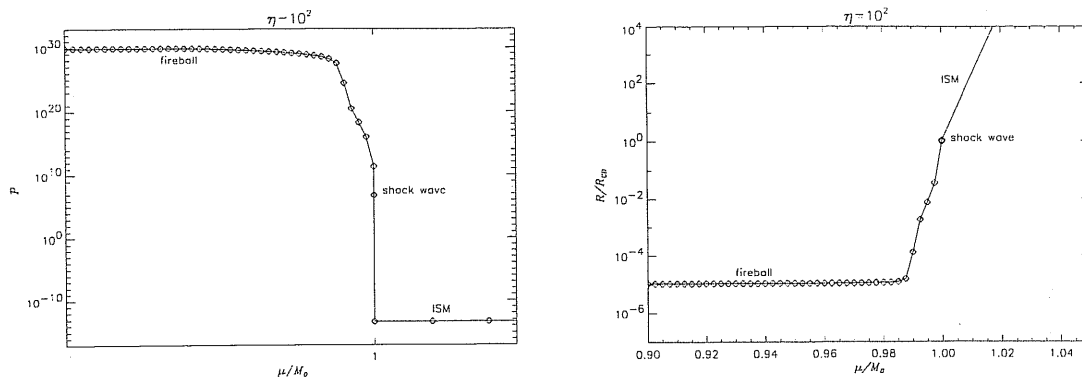 η~10²
10³⁰
10²⁰
10¹⁰
10⁰
10⁻¹⁰
P
fireball
shock wave
ISM
1
μ/M₀
η=10²
10⁴
10²
10⁰
10⁻²
10⁻⁴
10⁻⁶
ISM
shock wave
fireball
0.90
0.92
0.94
0.96
0.98
1.00
1.02
1.04
μ/M₀